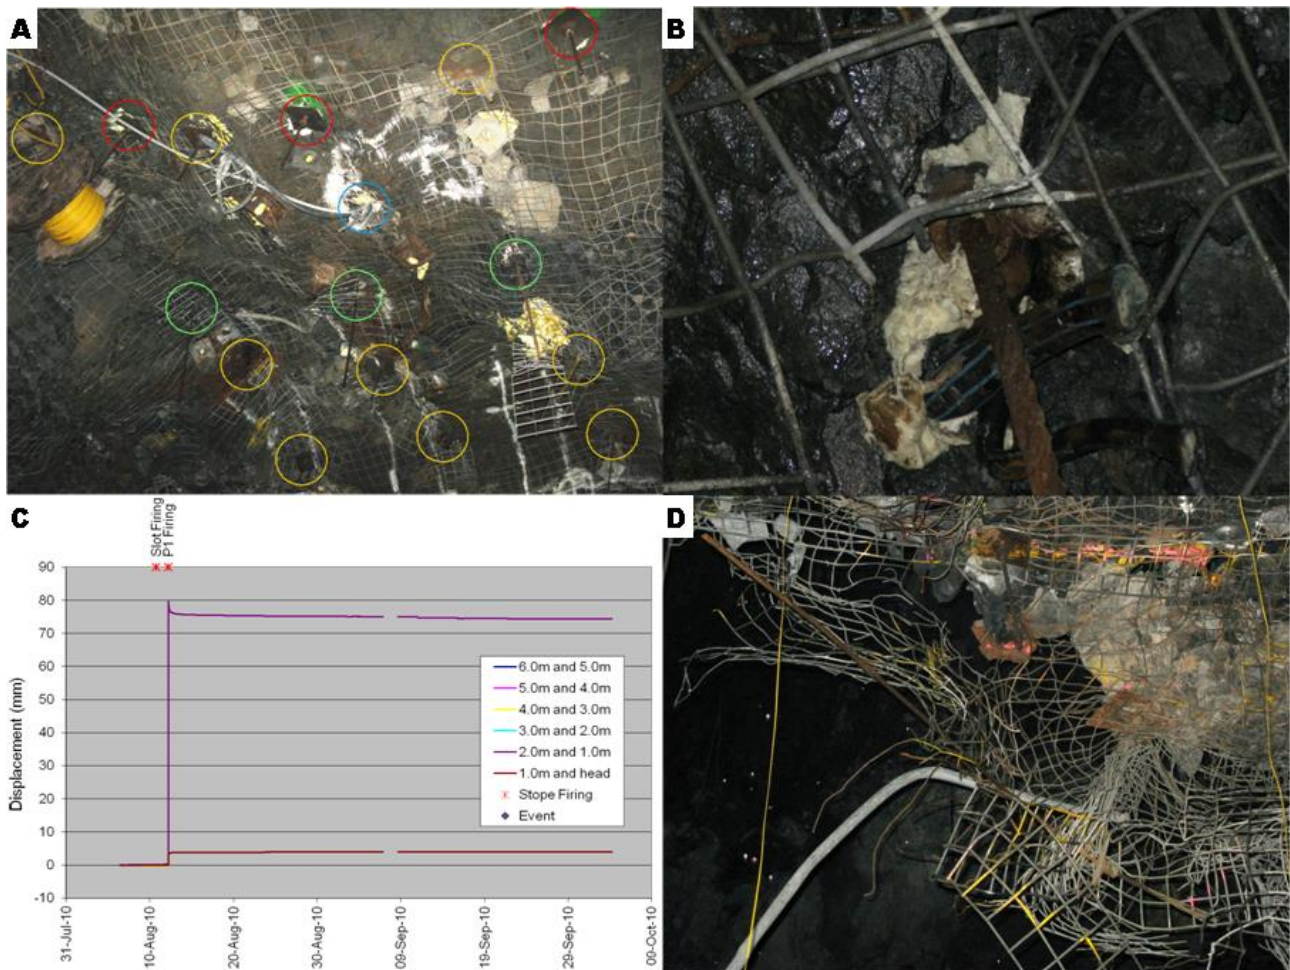 A
B
C
Slot Firing
P1 Firing
Displacement (mm)
90
80
70
60
50
40
30
20
10
0
-10
6.0m and 5.0m
5.0m and 4.0m
4.0m and 3.0m
3.0m and 2.0m
2.0m and 1.0m
1.0m and head
Stope Firing
Event
31-Jul-10
10-Aug-10
20-Aug-10
30-Aug-10
09-Sep-10
19-Sep-10
29-Sep-10
09-Oct-10
D